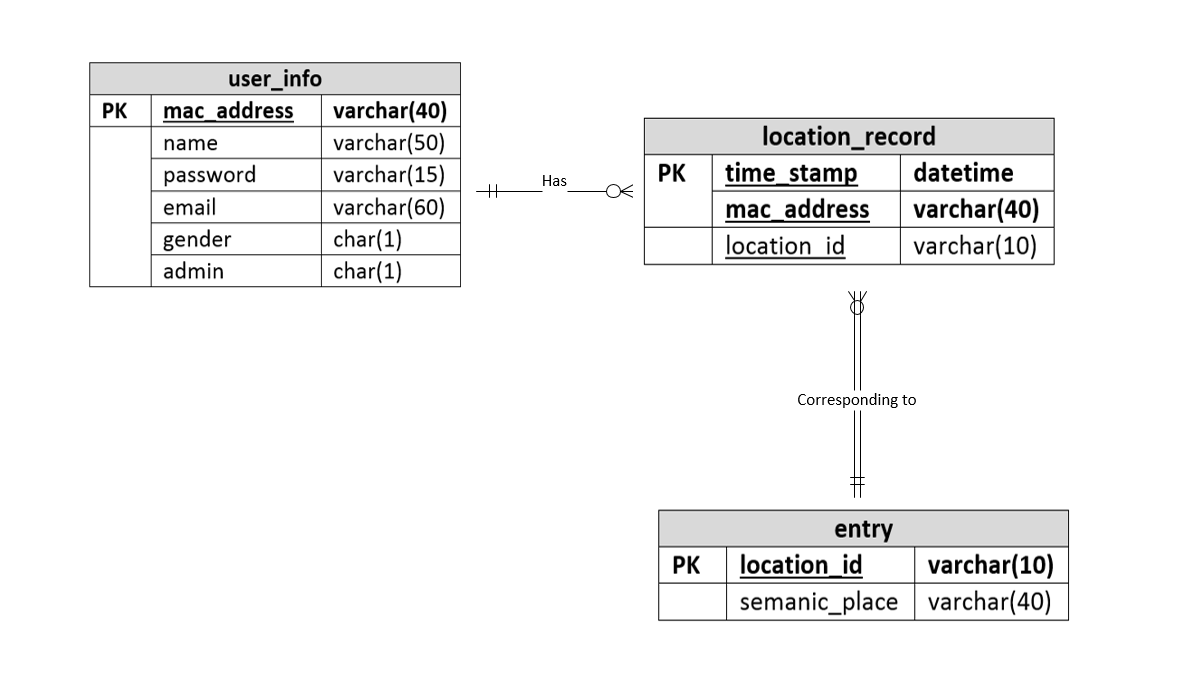 user_info
PK mac_address varchar(40)
name varchar(50)
password varchar(15)
email varchar(60)
gender char(1)
admin char(1)
Has
location_record
PK time_stamp datetime
mac_address varchar(40)
location_id varchar(10)
Corresponding to
entry
PK location_id varchar(10)
semanic_place varchar(40)